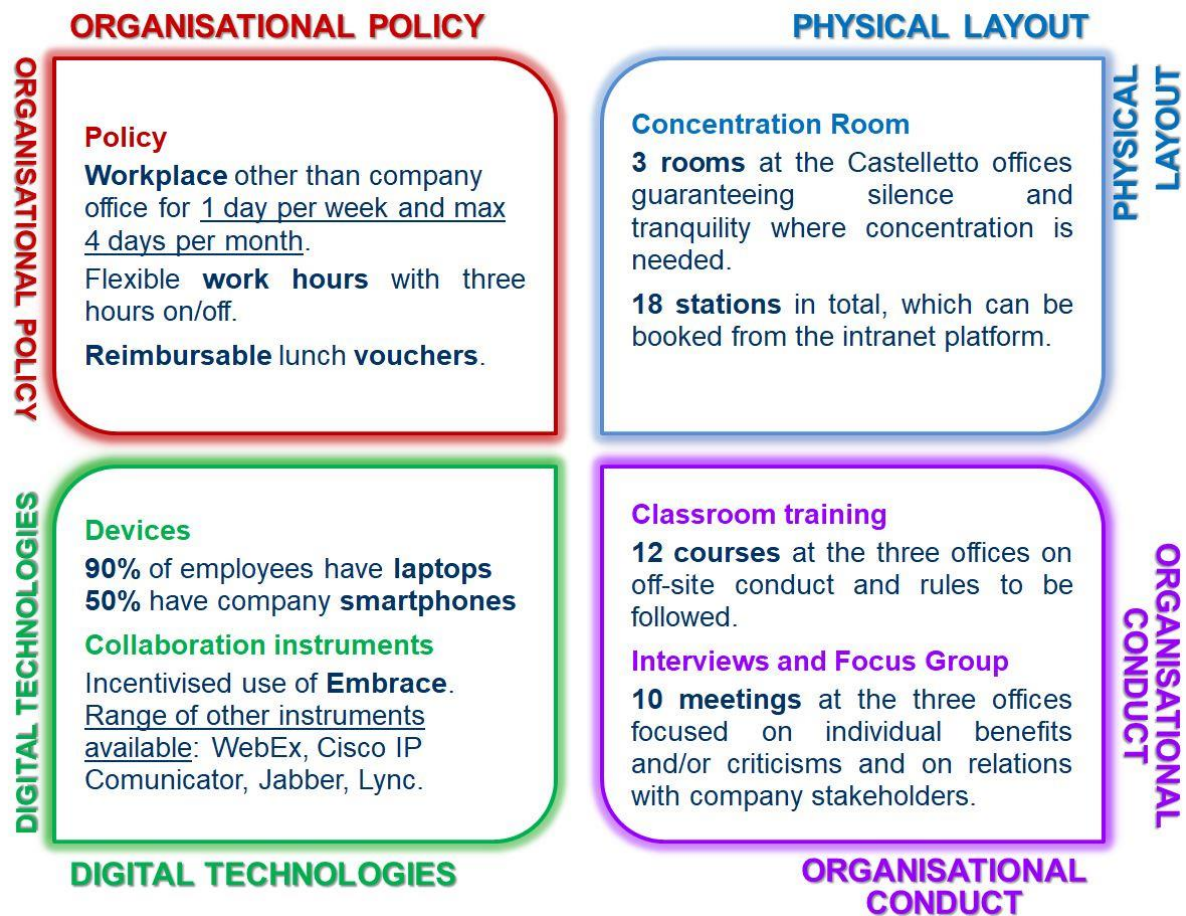 ORGANISATIONAL POLICY
ORGANISATIONAL POLICY
Policy
Workplace other than company
office for 1 day per week and max
4 days per month.
Flexible work hours with three
hours on/off.
Reimbursable lunch vouchers.
PHYSICAL LAYOUT
PHYSICAL
LAYOUT
Concentration Room
3 rooms at the Castelletto offices
guaranteeing silence and
tranquility where concentration is
needed.
18 stations in total, which can be
booked from the intranet platform.
DIGITAL TECHNOLOGIES
Devices
90% of employees have laptops
50% have company smartphones
Collaboration instruments
Incentivised use of Embrace.
Range of other instruments
available: WebEx, Cisco IP
Comunicator, Jabber, Lync.
DIGITAL TECHNOLOGIES
Classroom training
12 courses at the three offices on
off-site conduct and rules to be
followed.
Interviews and Focus Group
10 meetings at the three offices
focused on individual benefits
and/or criticisms and on relations
with company stakeholders.
ORGANISATIONAL
CONDUCT
ORGANISATIONAL
CONDUCT